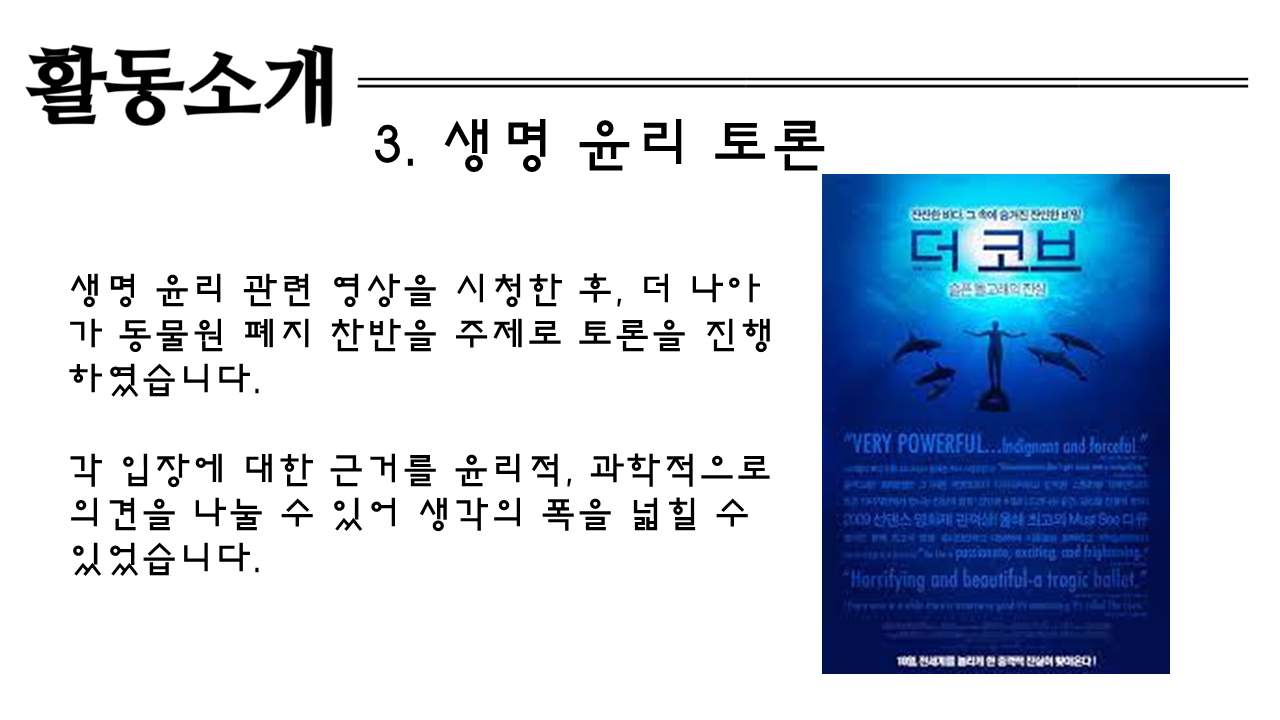 활동소개
3. 생명 윤리 토론
생명 윤리 관련 영상을 시청한 후, 더 나아
가 동물원 폐지 찬반을 주제로 토론을 진행
하였습니다.
각 입장에 대한 근거를 윤리적, 과학적으로
의견을 나눌 수 있어 생각의 폭을 넓힐 수
있었습니다.
잔잔한 바다, 그 속에 숨겨진 잔인한 비밀
더 코브
슬픈 돌고래의 진실
“VERY POWERFUL...Indignant and forceful.”
2009 선댄스 영화제 관객상! 올해 최고의 Must See 다큐
passionate, exciting, and frightening.”
“Horrifying and beautiful-a tragic ballet.”
10월, 전세계를 놀라게 한 충격적 진실이 찾아온다!